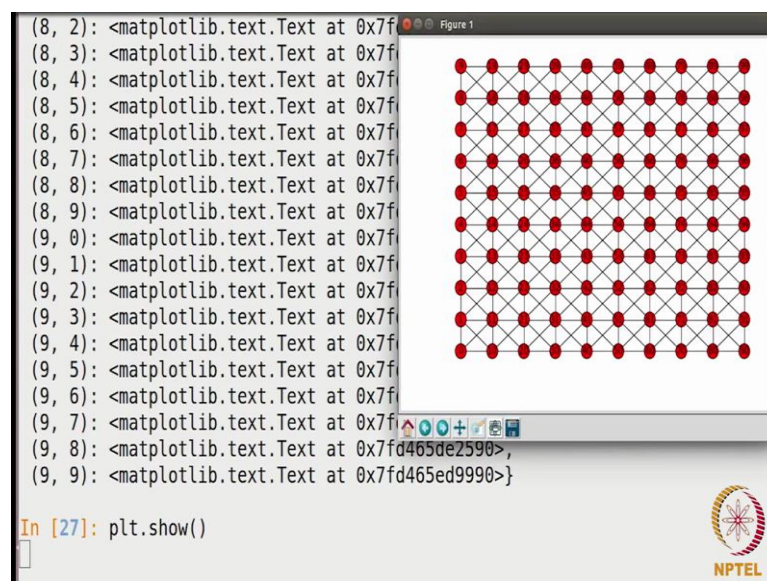 (8, 2): <matplotlib.text.Text at 0x7f
(8, 3): <matplotlib.text.Text at 0x7f
(8, 4): <matplotlib.text.Text at 0x7f
(8, 5): <matplotlib.text.Text at 0x7f
(8, 6): <matplotlib.text.Text at 0x7f
(8, 7): <matplotlib.text.Text at 0x7f
(8, 8): <matplotlib.text.Text at 0x7f
(8, 9): <matplotlib.text.Text at 0x7f
(9, 0): <matplotlib.text.Text at 0x7f
(9, 1): <matplotlib.text.Text at 0x7f
(9, 2): <matplotlib.text.Text at 0x7f
(9, 3): <matplotlib.text.Text at 0x7f
(9, 4): <matplotlib.text.Text at 0x7f
(9, 5): <matplotlib.text.Text at 0x7f
(9, 6): <matplotlib.text.Text at 0x7f
(9, 7): <matplotlib.text.Text at 0x7f
(9, 8): <matplotlib.text.Text at 0x7fd465de2590>,
(9, 9): <matplotlib.text.Text at 0x7fd465ed9990>}
In [27]: plt.show()
Figure 1
NPTEL